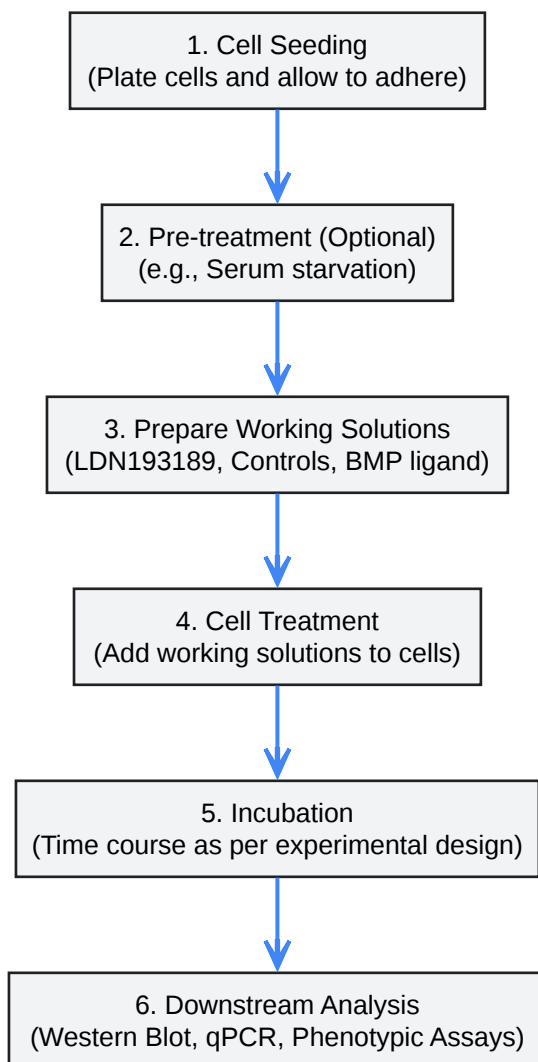 1. Cell Seeding
(Plate cells and allow to adhere)
2. Pre-treatment (Optional)
(e.g., Serum starvation)
3. Prepare Working Solutions
(LDN193189, Controls, BMP ligand)
4. Cell Treatment
(Add working solutions to cells)
5. Incubation
(Time course as per experimental design)
6. Downstream Analysis
(Western Blot, qPCR, Phenotypic Assays)